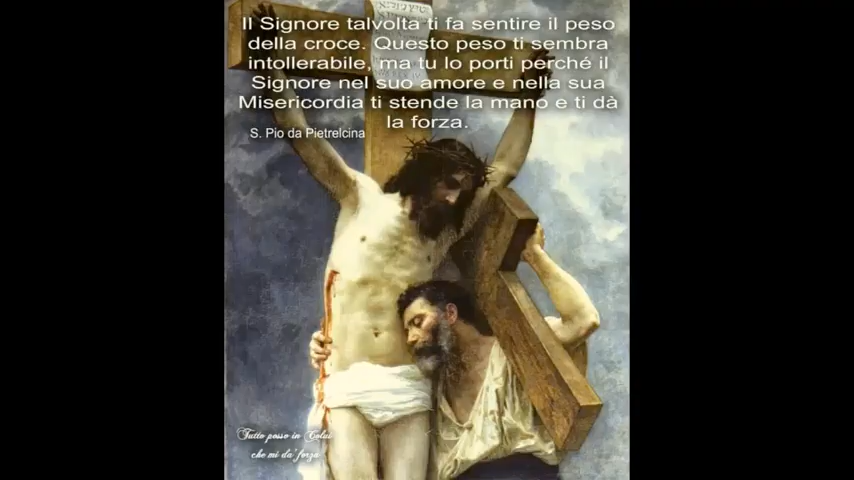 Il Signore talvolta ti fa sentire il peso
della croce. Questo peso ti sembra
intollerabile, ma tu lo porti perché il
Signore nel suo amore e nella sua
Misericordia ti stende la mano e ti dà
la forza.
S. Pio da Pietrelcina
Tutto posso in Colui
che mi da' forza